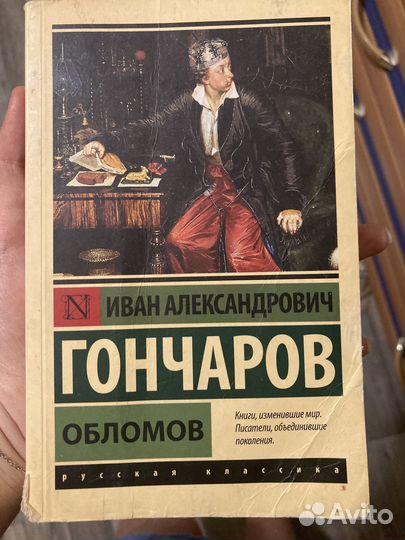 N
ИВАН АЛЕКСАНДРОВИЧ
ГОНЧАРОВ
ОБЛОМОВ
Книги, изменившие мир.
Писатели, объединившие
поколения.
русская классика
Avito